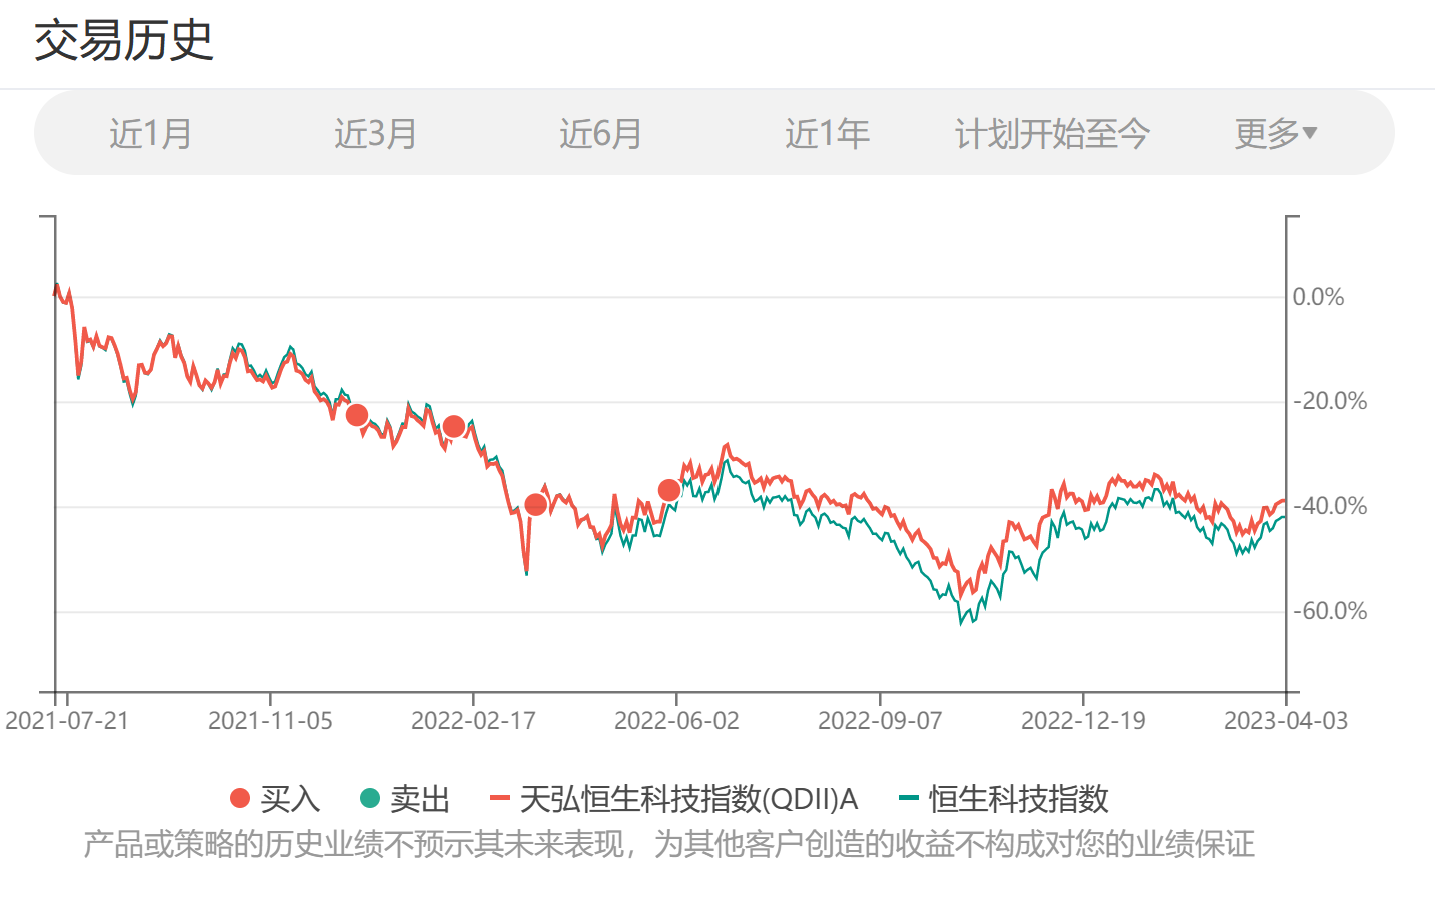 交易历史
近1月 近3月 近6月 近1年 计划开始至今 更多▾
0.0%
-20.0%
-40.0%
-60.0%
2021-07-21 2021-11-05 2022-02-17 2022-06-02 2022-09-07 2022-12-19 2023-04-03
买入 卖出 天弘恒生科技指数(QDII)A 恒生科技指数
产品或策略的历史业绩不预示其未来表现，为其他客户创造的收益不构成对您的业绩保证